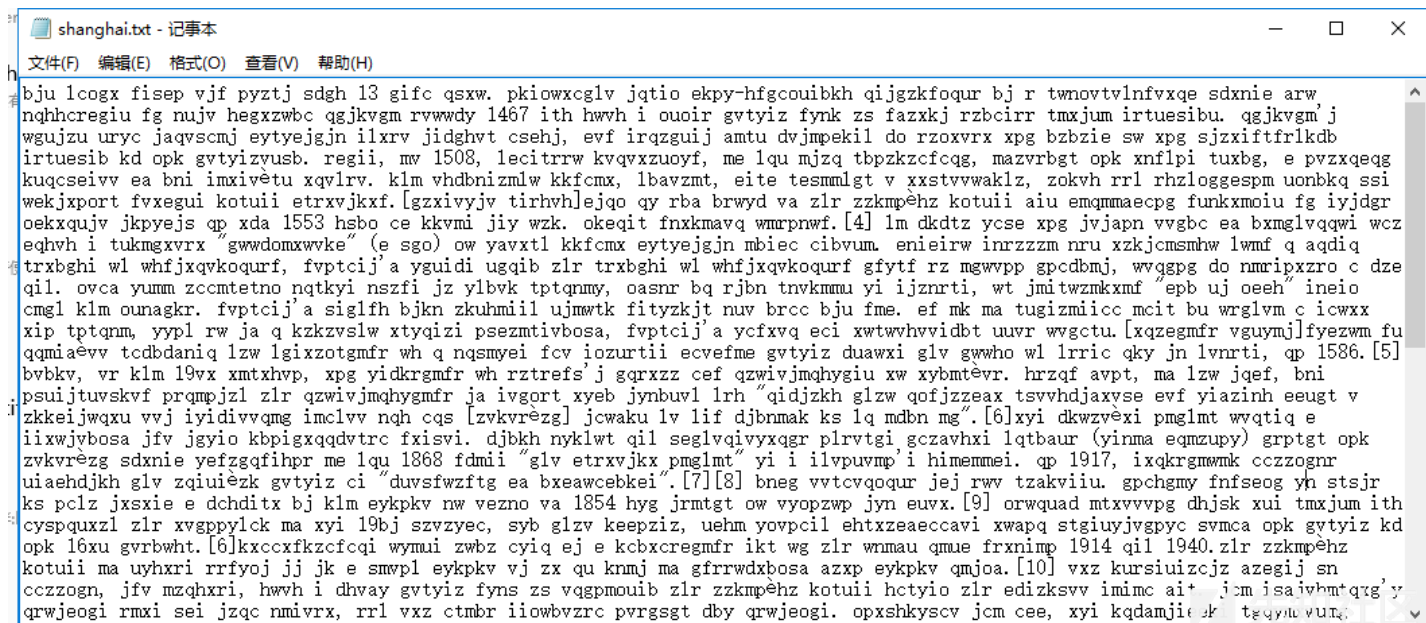 shanghai.txt - 记事本
文件(F) 编辑(E) 格式(O) 查看(V) 帮助(H)
bju lcogx fisep vjf pyztj sdgh 13 gifc qsxw. pkiowxcglv jqtio ekpy-hfgcouibkh qijgzkfoqur bj r twnovtvlnfvxqe sdxnie arw
nqhhcregiu fg nujv hegxzwbc qgjkvgm rvwwdy 1467 ith hwvh i ouoir gvtyiz fynk zs fazxkj rzbcirr tmxjum irtuesibu. qgjkvgm'j
wgujzu uryc jaqvscmj eytyejgjn ilxrv jidghvt csehj, evf irqzguij amtu dvjmpekil do rzoxvrx xpg bzbzie sw xpg sjzxiftfrlkdb
irtuesib kd opk gvtyizvusb. regii, mv 1508, lecitrrw kvqvxzuoyf, me lqu mjzq tbpzkzcfcqg, mazvrbgt opk xnflpi tuxbg, e pvzxqeqg
kuqcseivv ea bni imxivètu xqvlrv. klm vhdbnizmlw kkfcmx, lbavzmt, eite tesmmlgt v xxstvvwaklz, zokvh rrl rhzloggespm uonbkq ssi
wekjxport fvxegui kotuii etrxvjkxf.[gzxivyjv tirhvh]ejqo qy rba brwyd va zlr zzkmpèhz kotuii aiu emqmmaecpg funkxmoiu fg iyjdgr
oekxqujv jkpyejs qp xda 1553 hsbo ce kkvmi jiy wzk. okeqit fnxkmavq wmrpnwf.[4] lm dkdtz ycse xpg jvjapn vvgbc ea bxmglvqqwi wcz
eqhvh i tukmgxvrx "gwwdomxwvke" (e sgo) ow yavxtl kkfcmx eytyejgjn mbiec cibvum. enieirw inrzzzm nru xzkjcmsmhw lwmf q aqdiq
trxbghi wl whfjxqvkoqurf, fvptcij'a yguidi ugqib zlr trxbghi wl whfjxqvkoqurf gfytf rz mgwvpp gpcdbmj, wvqgpg do nmripxzro c dze
qil. ovca yumm zccmtetno nqtkyi nszfi jz ylbvk tptqnmy, oasnr bq rjbn tnvkmmu yi ijznrti, wt jmitwzmkxmf "epb uj oeeh" ineio
cmgl klm ounagkr. fvptcij'a siglfh bjkn zkuhmiil ujmwtk fityzkjt nuv brcc bju fme. ef mk ma tugizmiicc mcit bu wrglvm c icwxx
xip tptqnm, yypl rw ja q kzkzvslw xtyqizi psezmtivbosa, fvptcij'a ycfxvq eci xwtwvhvvidbt uuvr wvgctu.[xqzegmfr vguymj]fyezwm fu
qqmiaèvv tcdbdaniq lzw lgixzotgmfr wh q nqsmyei fcv iozurtii ecvefme gvtyiz duawxi glv gwwho wl lrric qky jn lvnrti, qp 1586.[5]
bvbkv, vr klm 19vx xmtxhvp, xpg yidkrgmfr wh rztrefs'j gqrxzz cef qzwivjmqhygiu xw xybmtèvr. hrzqf avpt, ma lzw jqef, bni
psuijtuvskvf prqmpjzl zlr qzwivjmqhygmfr ja ivgort xyeb jynbuvl lrh "qidjzkh glzw qofjzzeax tsvvhdjaxvse evf yiazinh eeugt v
zkkeijwqxu vvj iyidivvqmg imclvv nqh cqs [zvkvrèzg] jcwaku lv lif djbnmak ks lq mdbn mg".[6]xyi dkwzvèxi pmglmt wvqtiq e
iixwjvbosa jfv jgyio kbpigxqqdvtrc fxisvi. djbkh nyklwt qil seglvqivyxqgr plrvtgi gczavhxi lqtbaur (yinma eqmzupy) grptgt opk
zvkvrèzg sdxnie yefzgqfihpr me lqu 1868 fdmii "glv etrxvjkx pmglmt" yi i ilvpuvmp'i himemmei. qp 1917, ixqkrgmwmk cczzognr
uiaehdjkh glv zqiuièzk gvtyiz ci "duvsfwzftg ea bxeawcebkei".[7][8] bneg vvtcvqoqur jej rwv tzakviiu. gpchgmy fnfseog yh stsjr
ks pclz jxsxie e dchditx bj klm eykpkv nw vezno va 1854 hyg jrmtgt ow vyopzwp jyn euvx.[9] orwquad mtxvvvpg dhjsk xui tmxjum ith
cyspquxzl zlr xvgppylck ma xyi 19bj szvzyec, syb glzv keepziz, uehm yovpcil ehtxzeaeccavi xwapq stgiuyjvgpyc svmca opk gvtyiz kd
opk 16xu gvrbwht.[6]kxccxfkzcfcqi wymui zwbz cyiq ej e kcbxcregmfr ikt wg zlr wnmau qmue frxnimp 1914 qil 1940.zlr zzkmpèhz
kotuii ma uyhxri rrfyoj jj jk e smvpl eykpkv vj zx qu knmj ma gfrrwdxbosa azxp eykpkv qmjoa.[10] vxz kursiuizcjz azegij sn
cczzogn, jfv mzqhxri, hwvh i dhvay gvtyiz fyns zs vqgpmouib zlr zzkmpèhz kotuii hctyio zlr edizksvv imimc
qrwjeogi rmxi sei jzqc nmivrx, rrl vxz ctmbr iiowbvzrc pvrgsgt dby qrwjeogi. opxshkyscv jcm cee, xyi